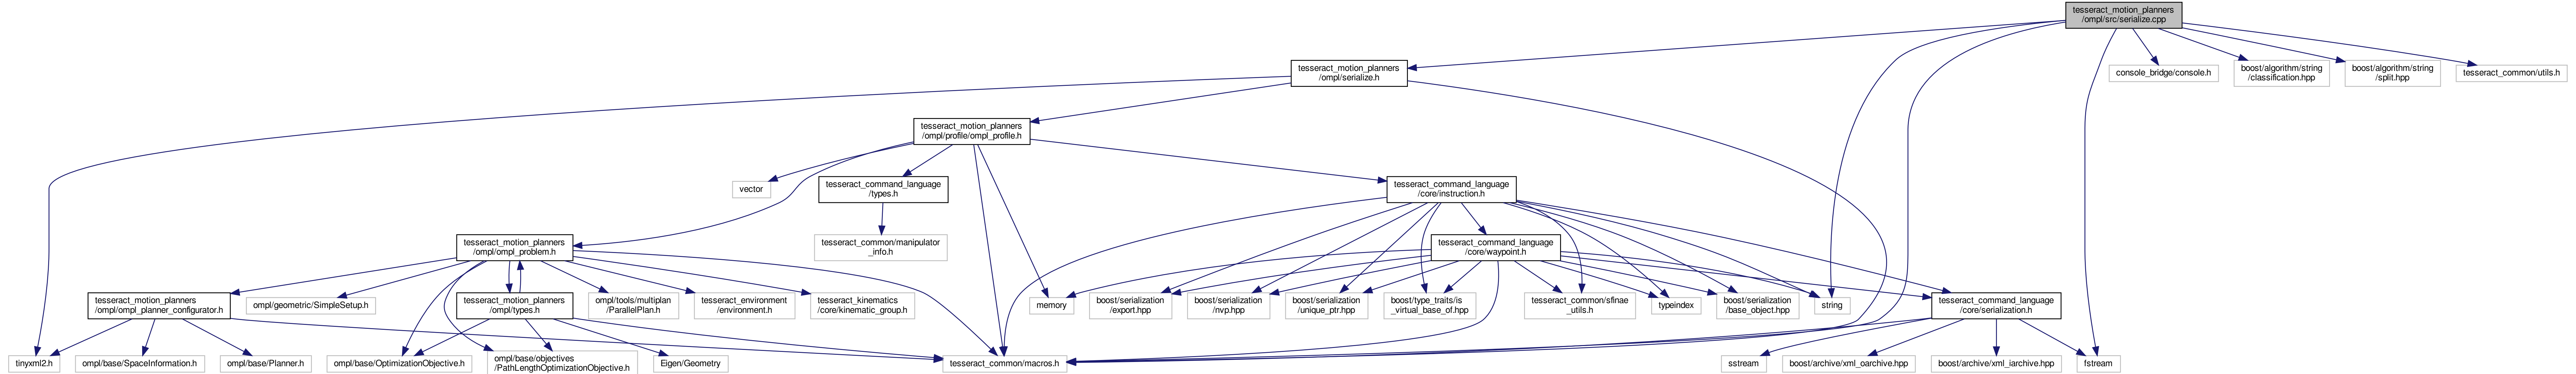 tesseract_motion_planners
/ompl/src/serialize.cpp
tesseract_motion_planners
/ompl/serialize.h
console_bridge/console.h
boost/algorithm/string
/classification.hpp
boost/algorithm/string
/split.hpp
tesseract_common/utils.h
tesseract_motion_planners
/ompl/profile/ompl_profile.h
vector
tesseract_command_language
/types.h
tesseract_command_language
/core/instruction.h
tesseract_motion_planners
/ompl/ompl_problem.h
tesseract_common/manipulator
_info.h
tesseract_command_language
/core/waypoint.h
tesseract_motion_planners
/ompl/ompl_planner_configurator.h
ompl/geometric/SimpleSetup.h
tesseract_motion_planners
/ompl/types.h
ompl/tools/multiplan
/ParallelPlan.h
tesseract_environment
/environment.h
tesseract_kinematics
/core/kinematic_group.h
memory
boost/serialization
/export.hpp
boost/serialization
/nvp.hpp
boost/serialization
/unique_ptr.hpp
boost/type_traits/is
_virtual_base_of.hpp
tesseract_common/sfinae
_utils.h
typeindex
boost/serialization
/base_object.hpp
string
tesseract_command_language
/core/serialization.h
tinyxml2.h
ompl/base/SpaceInformation.h
ompl/base/Planner.h
ompl/base/OptimizationObjective.h
ompl/base/objectives
/PathLengthOptimizationObjective.h
Eigen/Geometry
tesseract_common/macros.h
sstream
boost/archive/xml_oarchive.hpp
boost/archive/xml_iarchive.hpp
fstream